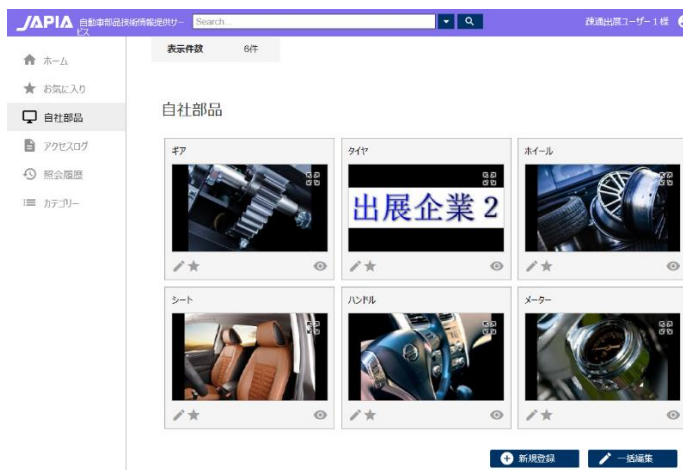 JAPIA 自動車部品技術情報提供サービス
Search...
疎通出展ユーザー1様
ホーム
お気に入り
自社部品
アクセスログ
照会履歴
カテゴリー
表示件数 6件
自社部品
ギア
タイヤ
ホイール
出展企業2
シート
ハンドル
メーター
新規登録
一括編集